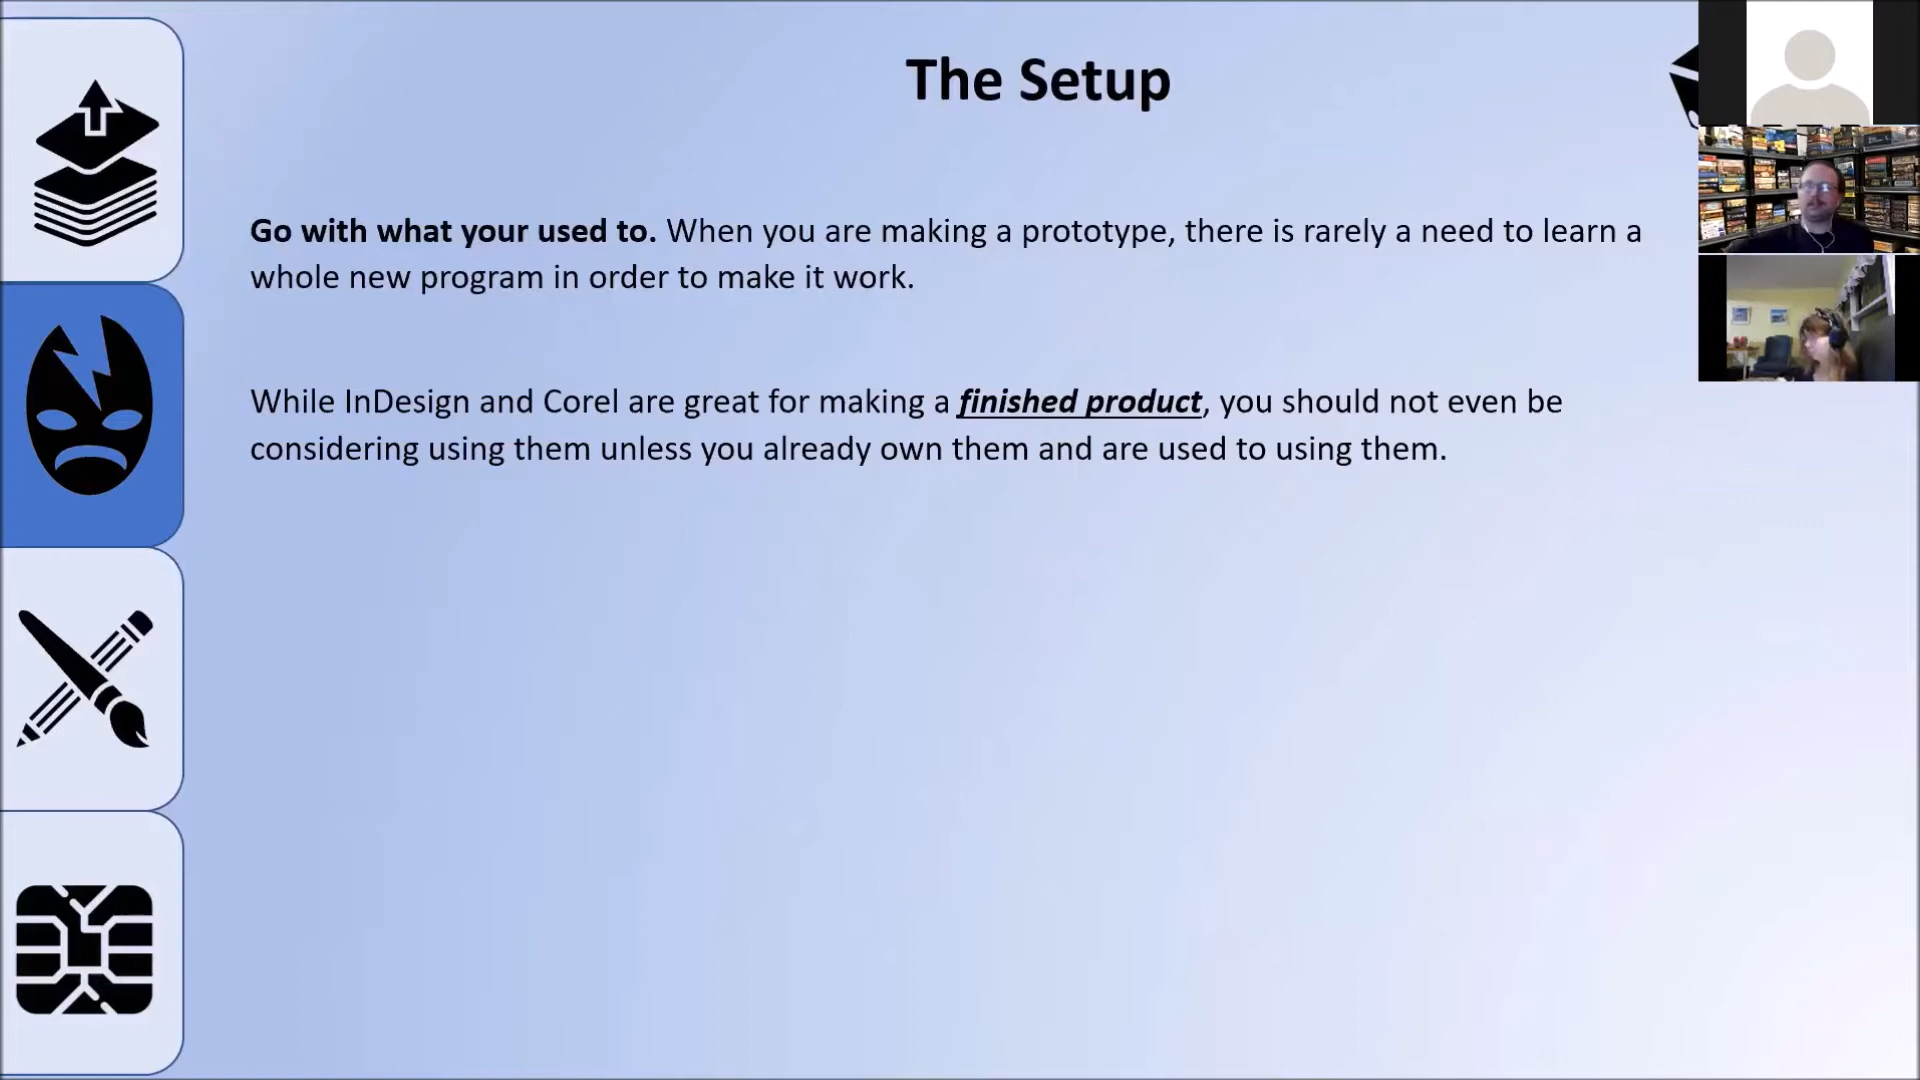 The Setup
Go with what your used to. When you are making a prototype, there is rarely a need to learn a
whole new program in order to make it work.
While InDesign and Corel are great for making a finished product, you should not even be
considering using them unless you already own them and are used to using them.